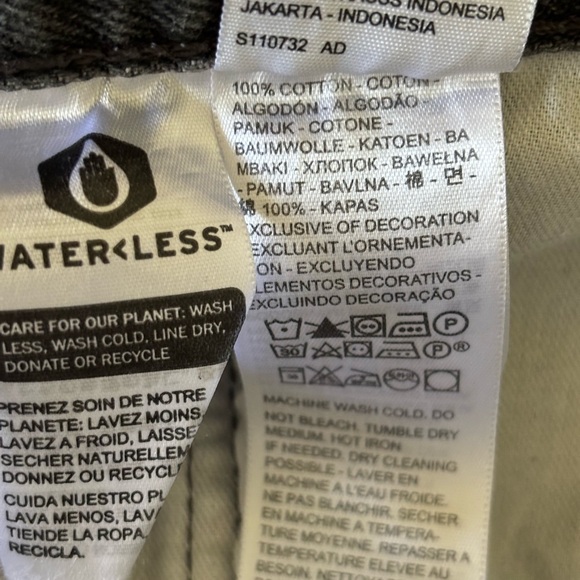 JAKARTA - INDONESIA
S110732 AD
100% COTTON - COTON -
ALGODÓN - ALGODÃO -
PAMUK - COTONE -
BAUMWOLLE - KATOEN - BA
MBAKI - ХЛОПОК - BAWEŁNA
- PAMUT - BAVLNA - 棉 - 면 -
綿 100% - KAPAS
EXCLUSIVE OF DECORATION
EXCLUANT L'ORNEMENTA-
ON - EXCLUYENDO
LEMENTOS DECORATIVOS -
EXCLUINDO DECORAÇÃO
P
P®
MACHINE WASH COLD. DO
NOT BLEACH. TUMBLE DRY
MEDIUM. HOT IRON
IF NEEDED. DRY CLEANING
POSSIBLE - LAVER EN
MACHINE A L'EAU FROIDE.
NE PAS BLANCHIR. SECHER
EN MACHINE A TEMPERA-
TURE MOYENNE. REPASSER A
TEMPERATURE ELEVEE AU
BESOIN.
WATER<LESS™
CARE FOR OUR PLANET: WASH
LESS, WASH COLD, LINE DRY,
DONATE OR RECYCLE
PRENEZ SOIN DE NOTRE
PLANETE: LAVEZ MOINS,
LAVEZ A FROID, LAISSE
SECHER NATURELLEM
DONNEZ OU RECYCL
CUIDA NUESTRO PL
LAVA MENOS, LAV
TIENDE LA ROPA
RECICLA.